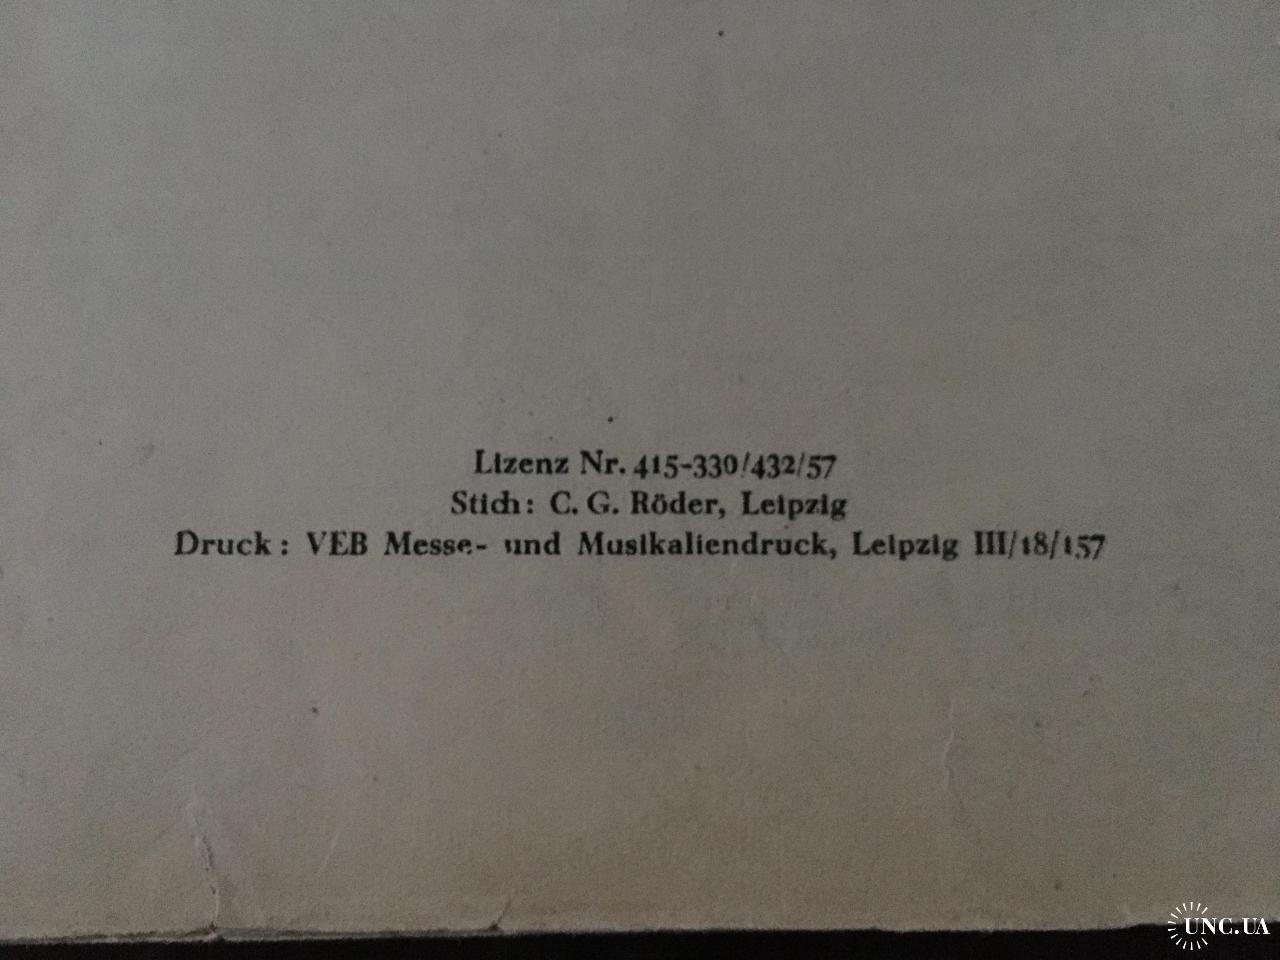 Lizenz Nr. 415-330/432/57
Stich: C. G. Röder, Leipzig
Druck: VEB Messe- und Musikaliendruck, Leipzig III/18/157
UNC.UA